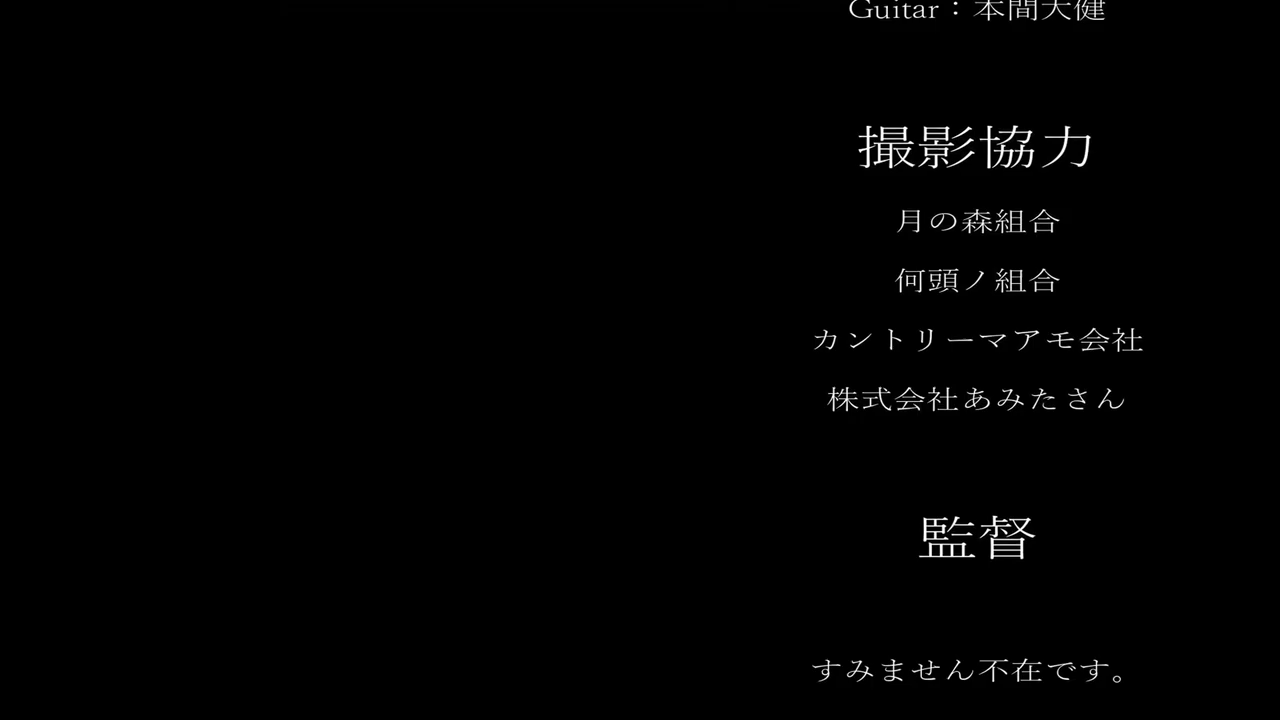 Guitar：本間大健
撮影協力
月の森組合
何頭ノ組合
カントリーマアモ会社
株式会社あみたさん
監督
すみません不在です。